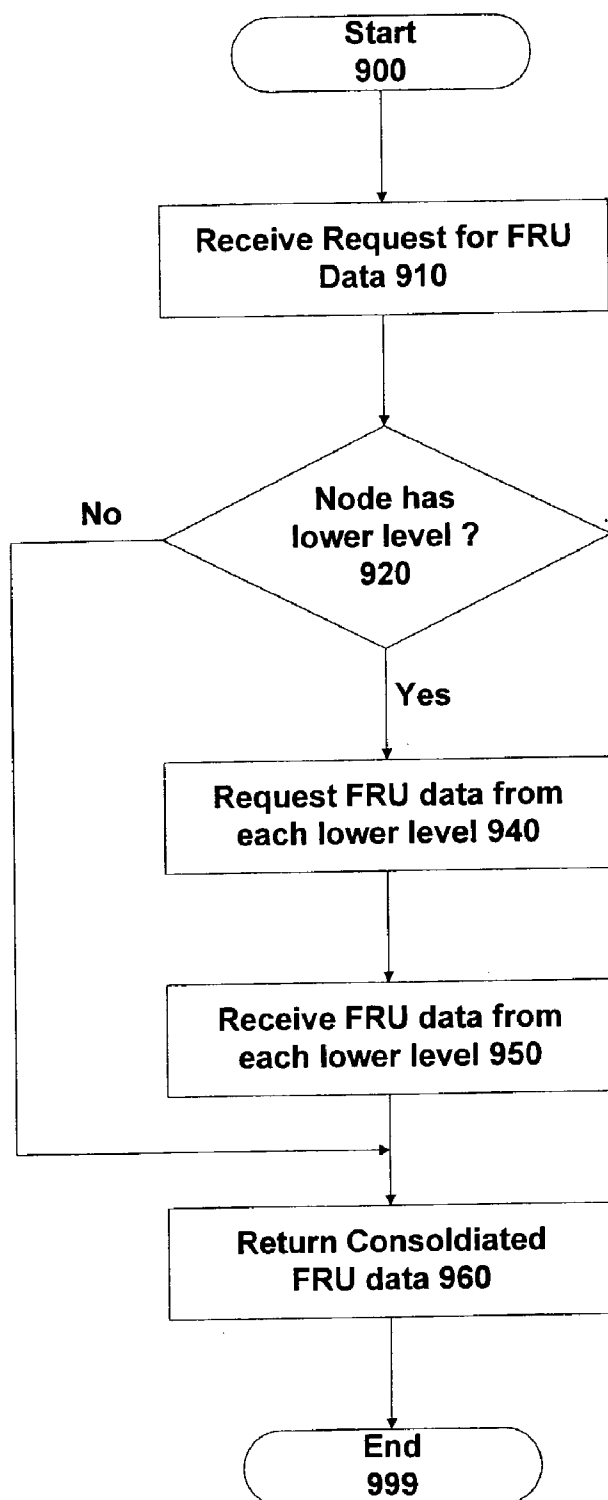 Start
900
Receive Request for FRU
Data 910
Node has
lower level ?
920
No
Yes
Request FRU data from
each lower level 940
Receive FRU data from
each lower level 950
Return Consoldiated
FRU data 960
End
999